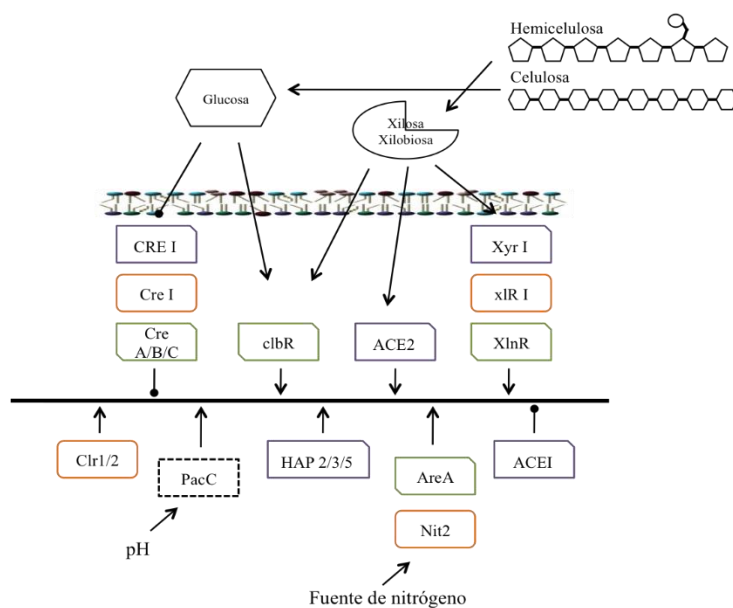 Hemicelulosa
Celulosa
Glucosa
Xilosa
Xilobiosa
CRE I
Xyr I
Cre I
xlR I
Cre
A/B/C
clbR
ACE2
XlnR
Clr1/2
PacC
HAP 2/3/5
AreA
ACEI
Nit2
pH
Fuente de nitrógeno